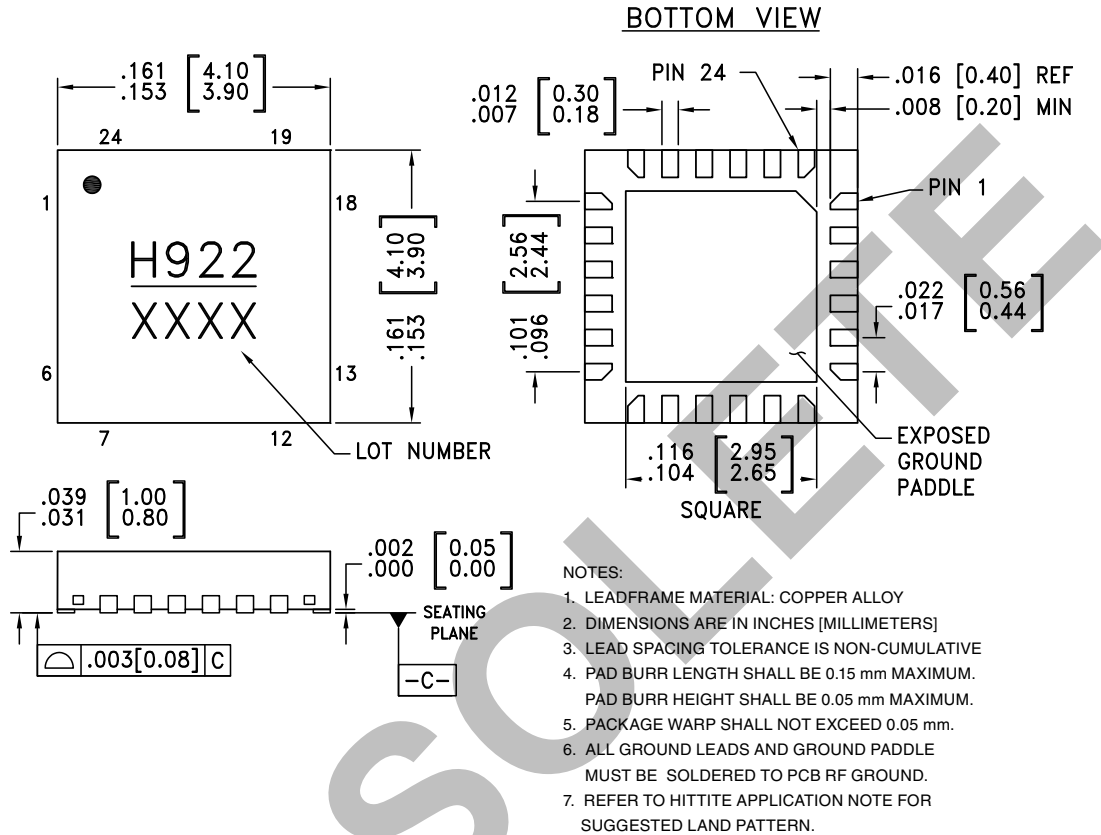 BOTTOM VIEW
.161 [4.10]
.153 [3.90]
24
19
1
18
H922
XXXX
6
13
7
12
LOT NUMBER
[4.10]
[3.90]
.161
.153
PIN 24
.016 [0.40] REF
.008 [0.20] MIN
.012 [0.30]
.007 [0.18]
PIN 1
[2.56]
[2.44]
.101
.096
.022 [0.56]
.017 [0.44]
.116 [2.95]
.104 [2.65]
SQUARE
EXPOSED
GROUND
PADDLE
.039 [1.00]
.031 [0.80]
.002 [0.05]
.000 [0.00]
SEATING
PLANE
.003[0.08] C
-C-
NOTES:
1. LEADFRAME MATERIAL: COPPER ALLOY
2. DIMENSIONS ARE IN INCHES [MILLIMETERS]
3. LEAD SPACING TOLERANCE IS NON-CUMULATIVE
4. PAD BURR LENGTH SHALL BE 0.15 mm MAXIMUM.
PAD BURR HEIGHT SHALL BE 0.05 mm MAXIMUM.
5. PACKAGE WARP SHALL NOT EXCEED 0.05 mm.
6. ALL GROUND LEADS AND GROUND PADDLE
MUST BE SOLDERED TO PCB RF GROUND.
7. REFER TO HITTITE APPLICATION NOTE FOR
SUGGESTED LAND PATTERN.
SOLETE